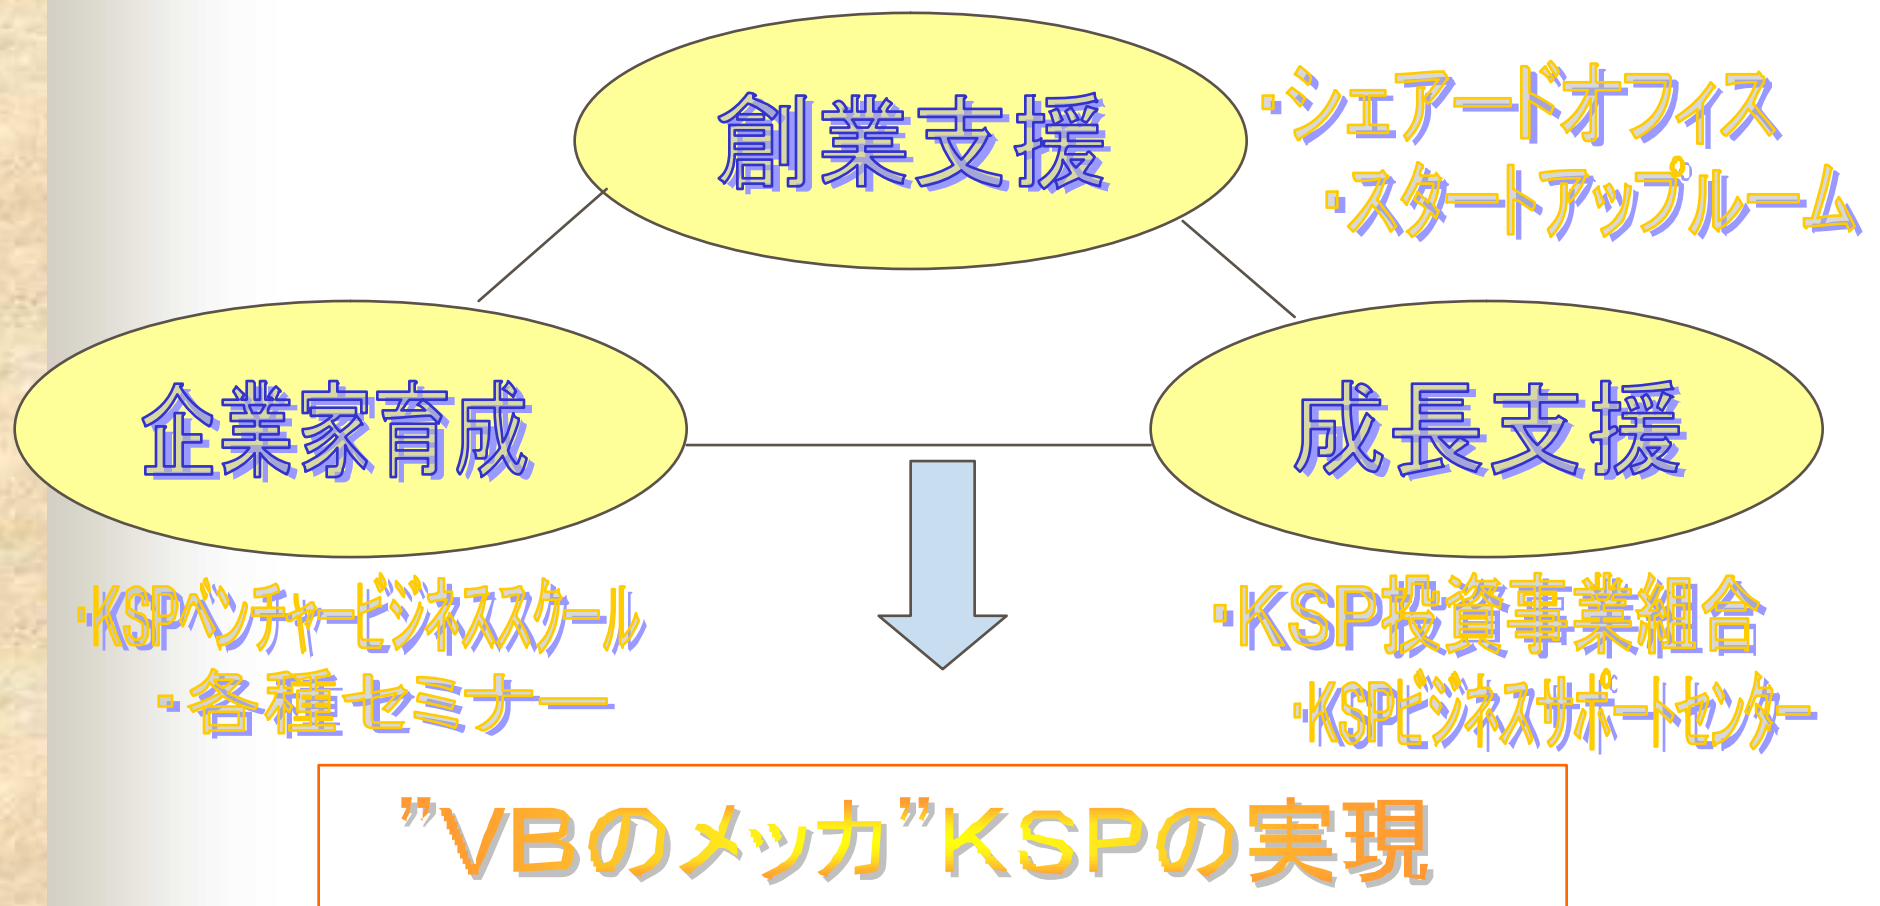 創業支援
・シェアードオフィス
・スタートアップルーム
企業家育成
成長支援
・KSPベンチャービジネススクール
・各種セミナー
・KSP投資事業組合
・KSPビジネスサポートセンター
”VBのメッカ”KSPの実現